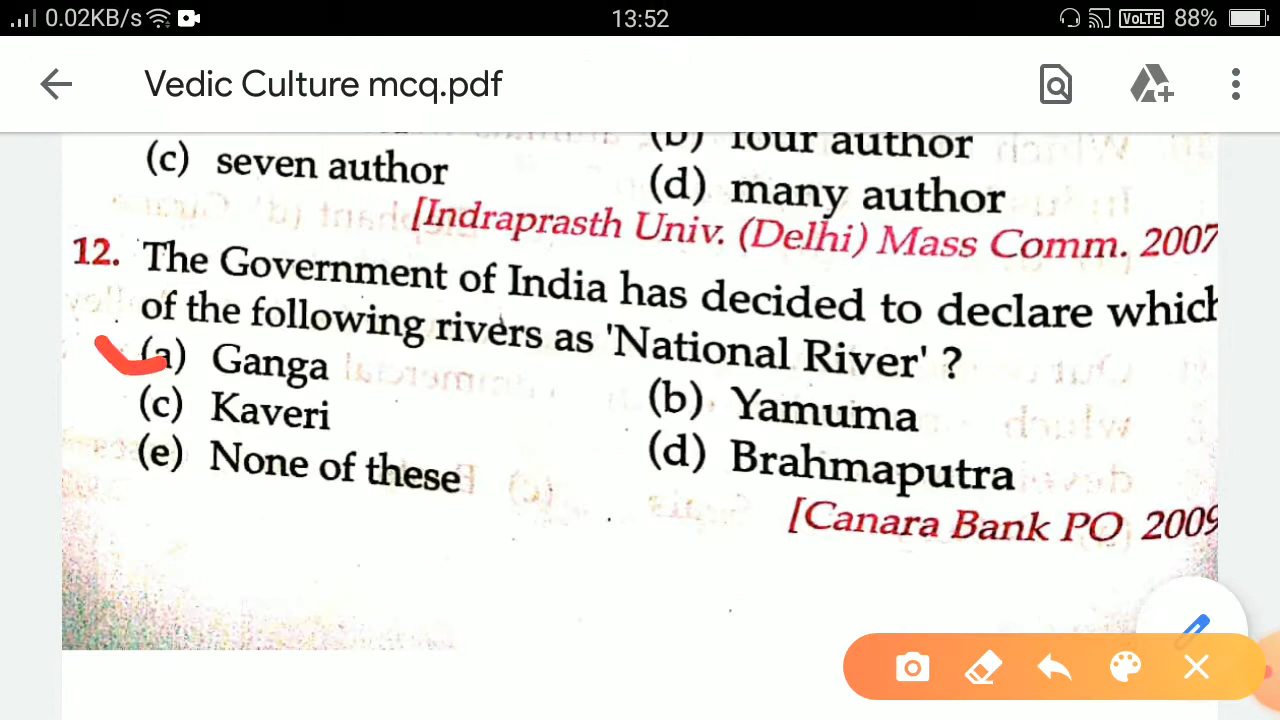 0.02KB/s 13:52 VoLTE 88%
Vedic Culture mcq.pdf
(b) four author
(c) seven author
(d) many author
[Indraprasth Univ. (Delhi) Mass Comm. 2007
12. The Government of India has decided to declare which
of the following rivers as 'National River' ?
(a) Ganga
(b) Yamuma
(c) Kaveri
(d) Brahmaputra
(e) None of these
[Canara Bank PO 2009